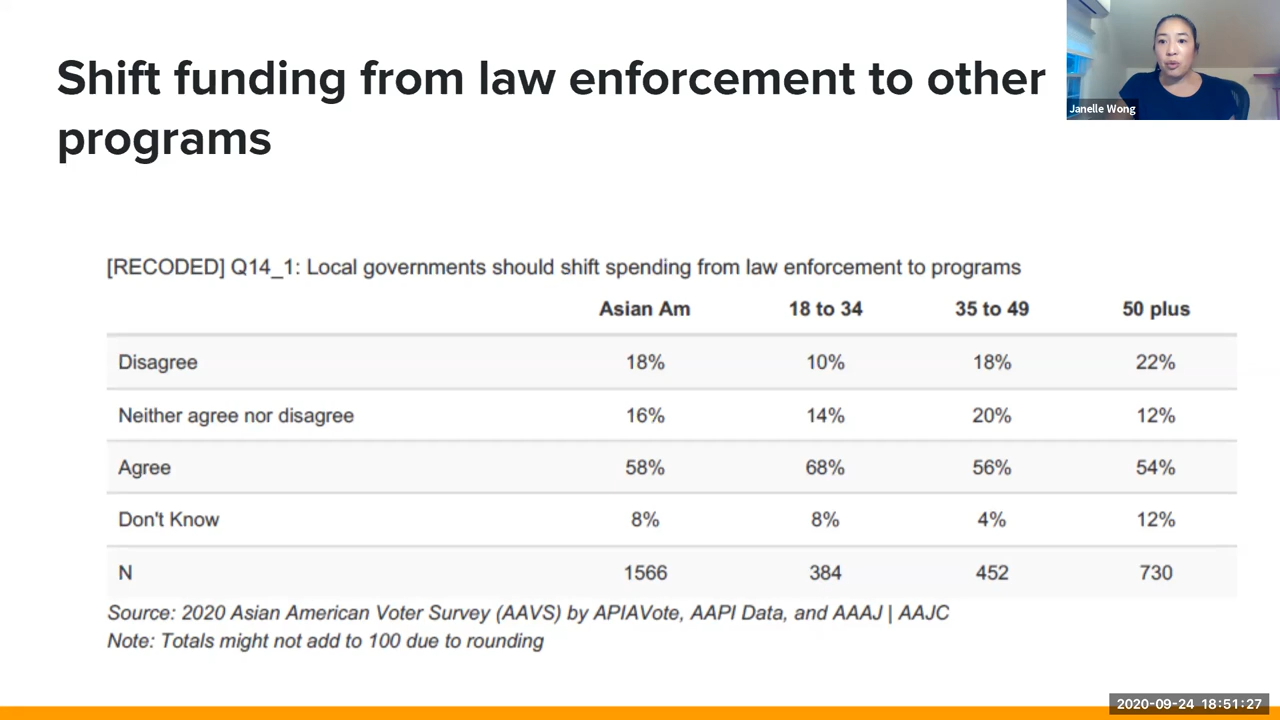 Shift funding from law enforcement to other
programs
Janelle Wong
[RECODED] Q14_1: Local governments should shift spending from law enforcement to programs
Asian Am 18 to 34 35 to 49 50 plus
Disagree 18% 10% 18% 22%
Neither agree nor disagree 16% 14% 20% 12%
Agree 58% 68% 56% 54%
Don't Know 8% 8% 4% 12%
N 1566 384 452 730
Source: 2020 Asian American Voter Survey (AAVS) by APIAVote, AAPI Data, and AAAJ | AAJC
Note: Totals might not add to 100 due to rounding
2020-09-24 18:51:27